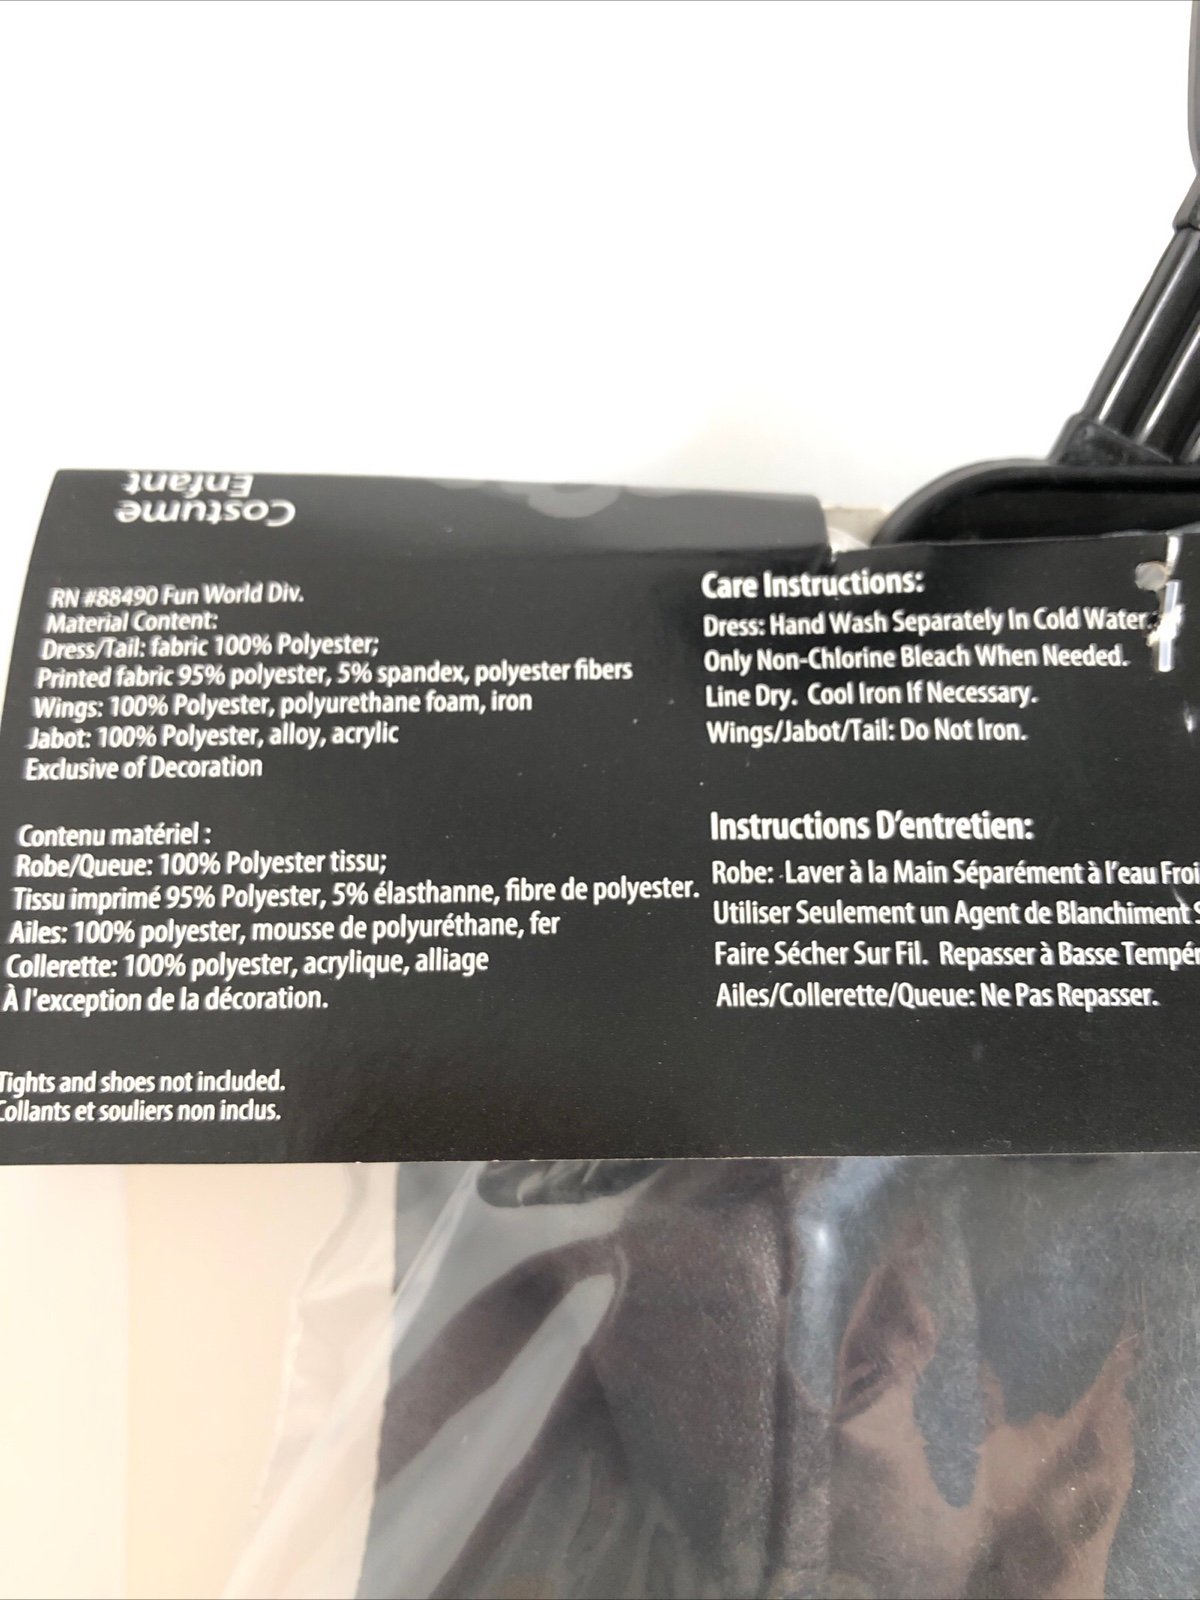 Costume
Enfant
RN #88490 Fun World Div.
Material Content:
Dress/Tail: fabric 100% Polyester;
Printed fabric 95% polyester, 5% spandex, polyester fibers
Wings: 100% Polyester, polyurethane foam, iron
Jabot: 100% Polyester, alloy, acrylic
Exclusive of Decoration
Contenu matériel :
Robe/Queue: 100% Polyester tissu;
Tissu imprimé 95% Polyester, 5% élasthanne, fibre de polyester.
Ailes: 100% polyester, mousse de polyuréthane, fer
Collerette: 100% polyester, acrylique, alliage
À l'exception de la décoration.
Tights and shoes not included.
Collants et souliers non inclus.
Care Instructions:
Dress: Hand Wash Separately In Cold Water.
Only Non-Chlorine Bleach When Needed.
Line Dry. Cool Iron If Necessary.
Wings/Jabot/Tail: Do Not Iron.
Instructions D'entretien:
Robe: Laver à la Main Séparément à l'eau Froi
Utiliser Seulement un Agent de Blanchiment S
Faire Sécher Sur Fil. Repasser à Basse Tempér
Ailes/Collerette/Queue: Ne Pas Repasser.